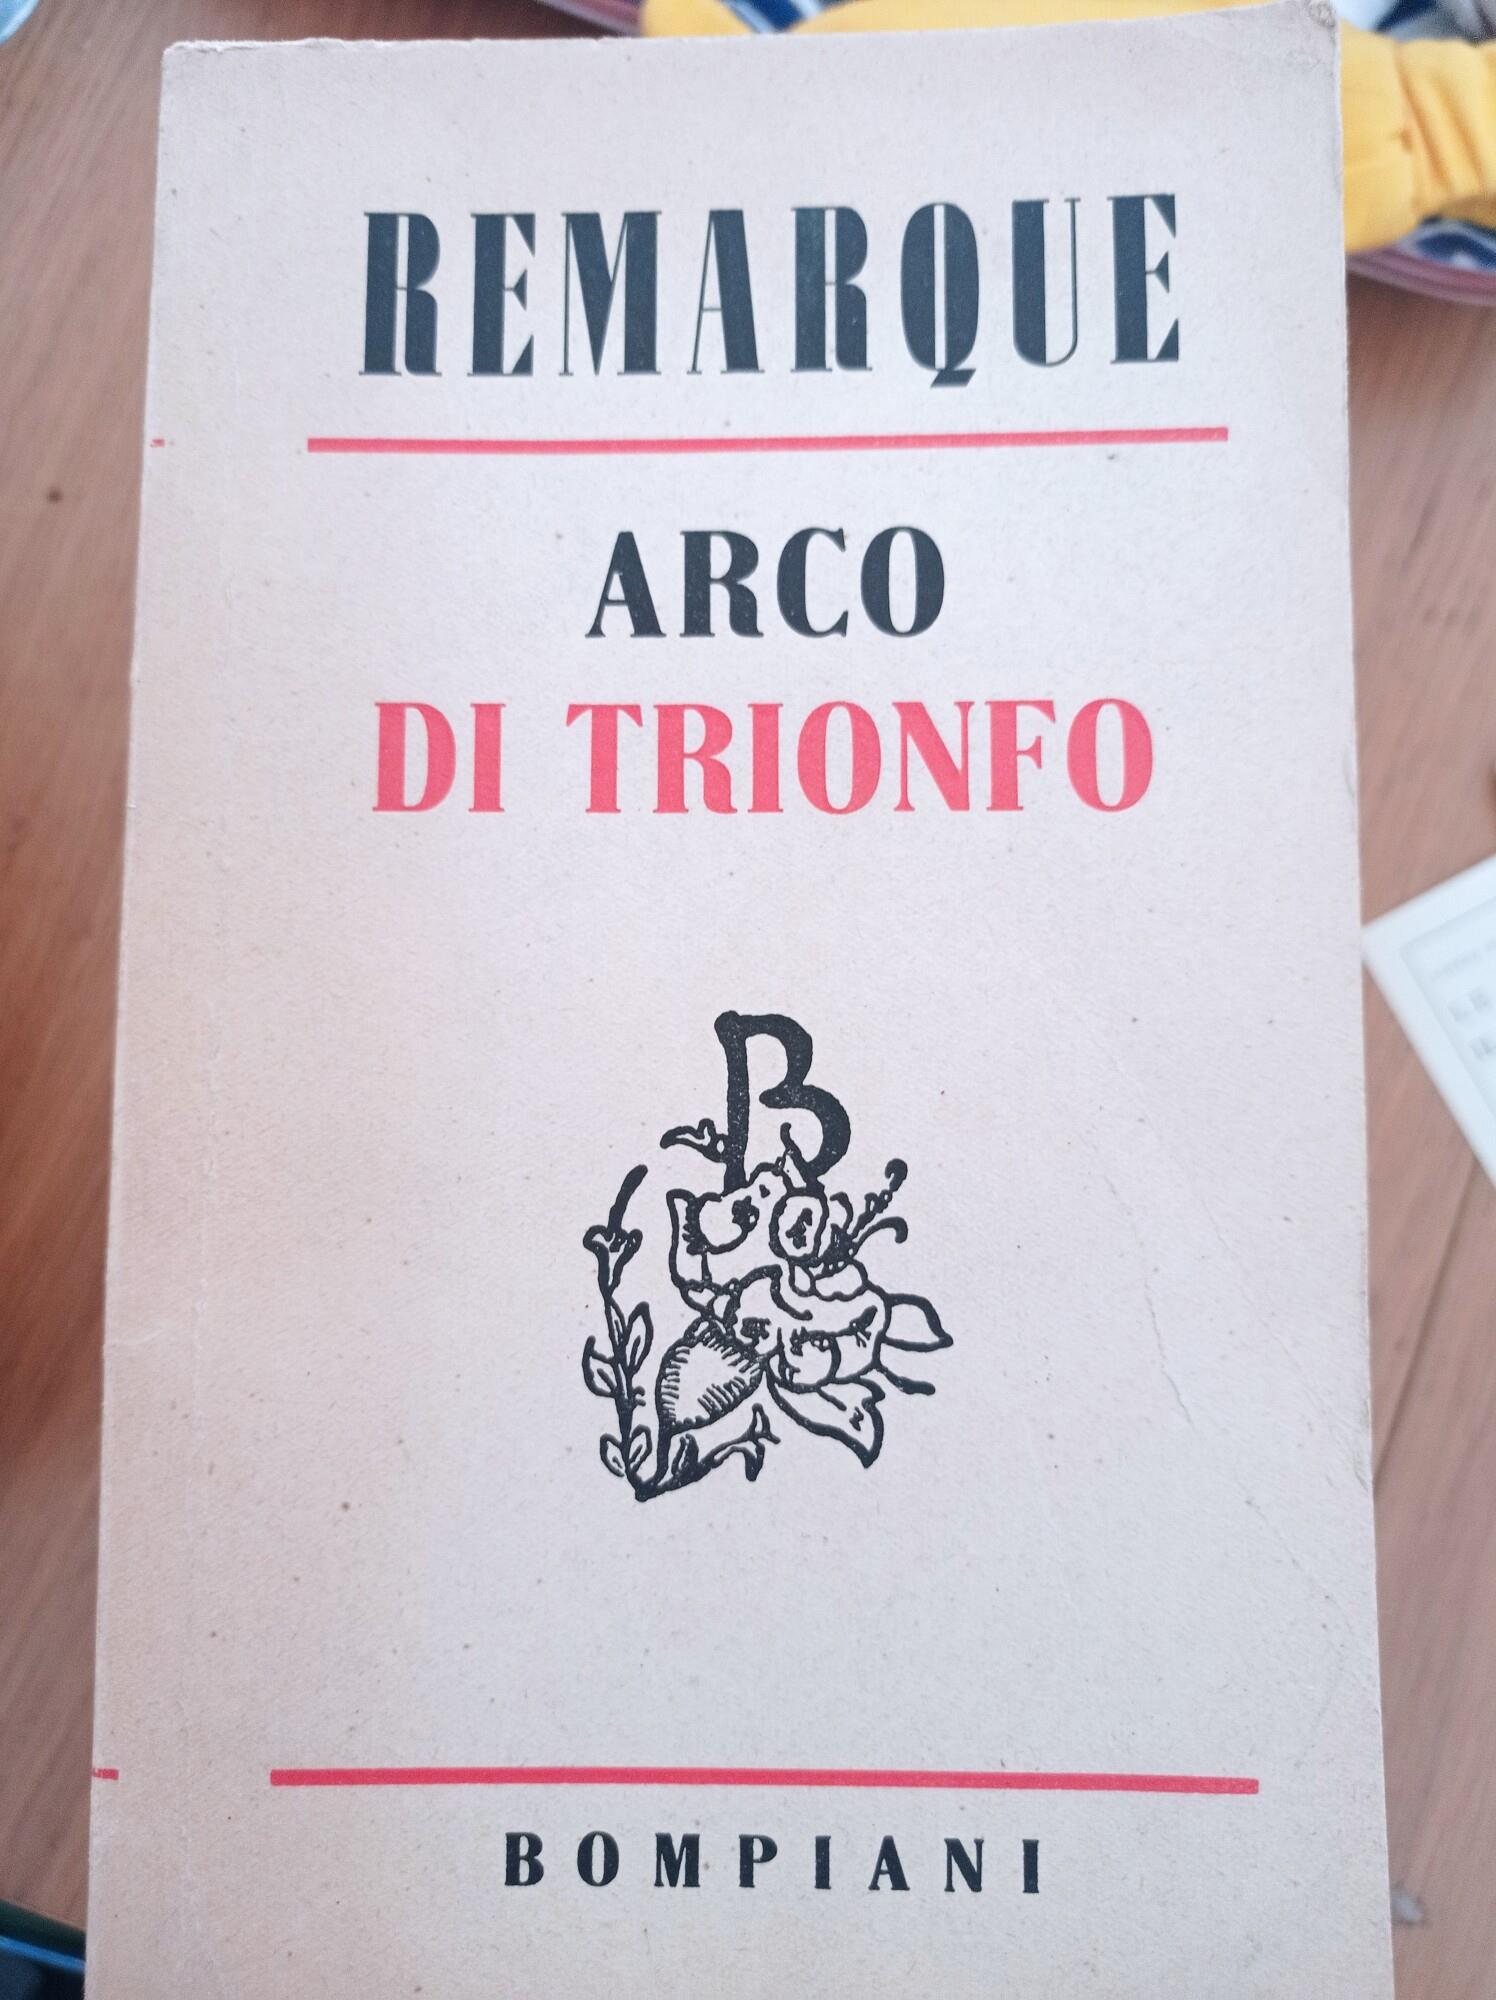 REMARQUE
ARCO
DI TRIONFO
B
BOMPIANI